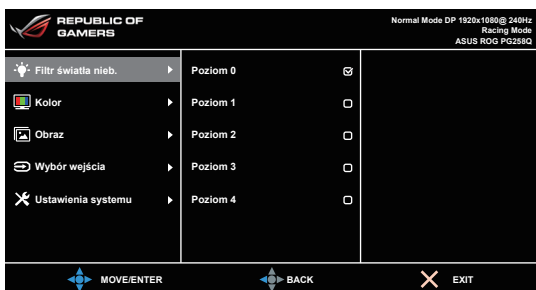 REPUBLIC OF
GAMERS
Normal Mode DP 1920x1080@ 240Hz
Racing Mode
ASUS ROG PG258Q
Filtr światła nieb.
Kolor
Obraz
Wybór wejścia
Ustawienia systemu
Poziom 0
Poziom 1
Poziom 2
Poziom 3
Poziom 4
MOVE/ENTER
BACK
EXIT